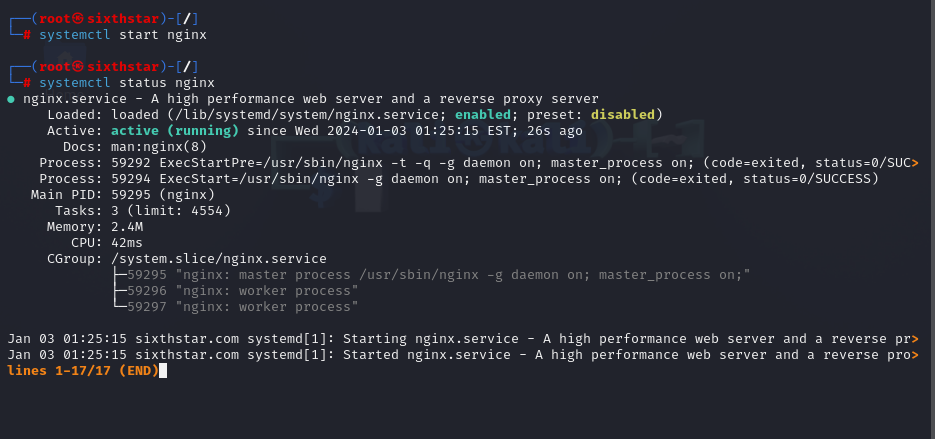 ┌──(root㉿sixthstar)-[/]
└─# systemctl start nginx
┌──(root㉿sixthstar)-[/]
└─# systemctl status nginx
● nginx.service - A high performance web server and a reverse proxy server
Loaded: loaded (/lib/systemd/system/nginx.service; enabled; preset: disabled)
Active: active (running) since Wed 2024-01-03 01:25:15 EST; 26s ago
Docs: man:nginx(8)
Process: 59292 ExecStartPre=/usr/sbin/nginx -t -q -g daemon on; master_process on; (code=exited, status=0/SUC>
Process: 59294 ExecStart=/usr/sbin/nginx -g daemon on; master_process on; (code=exited, status=0/SUCCESS)
Main PID: 59295 (nginx)
Tasks: 3 (limit: 4554)
Memory: 2.4M
CPU: 42ms
CGroup: /system.slice/nginx.service
├─59295 "nginx: master process /usr/sbin/nginx -g daemon on; master_process on;"
├─59296 "nginx: worker process"
└─59297 "nginx: worker process"
Jan 03 01:25:15 sixthstar.com systemd[1]: Starting nginx.service - A high performance web server and a reverse pr>
Jan 03 01:25:15 sixthstar.com systemd[1]: Started nginx.service - A high performance web server and a reverse pro>
lines 1-17/17 (END)